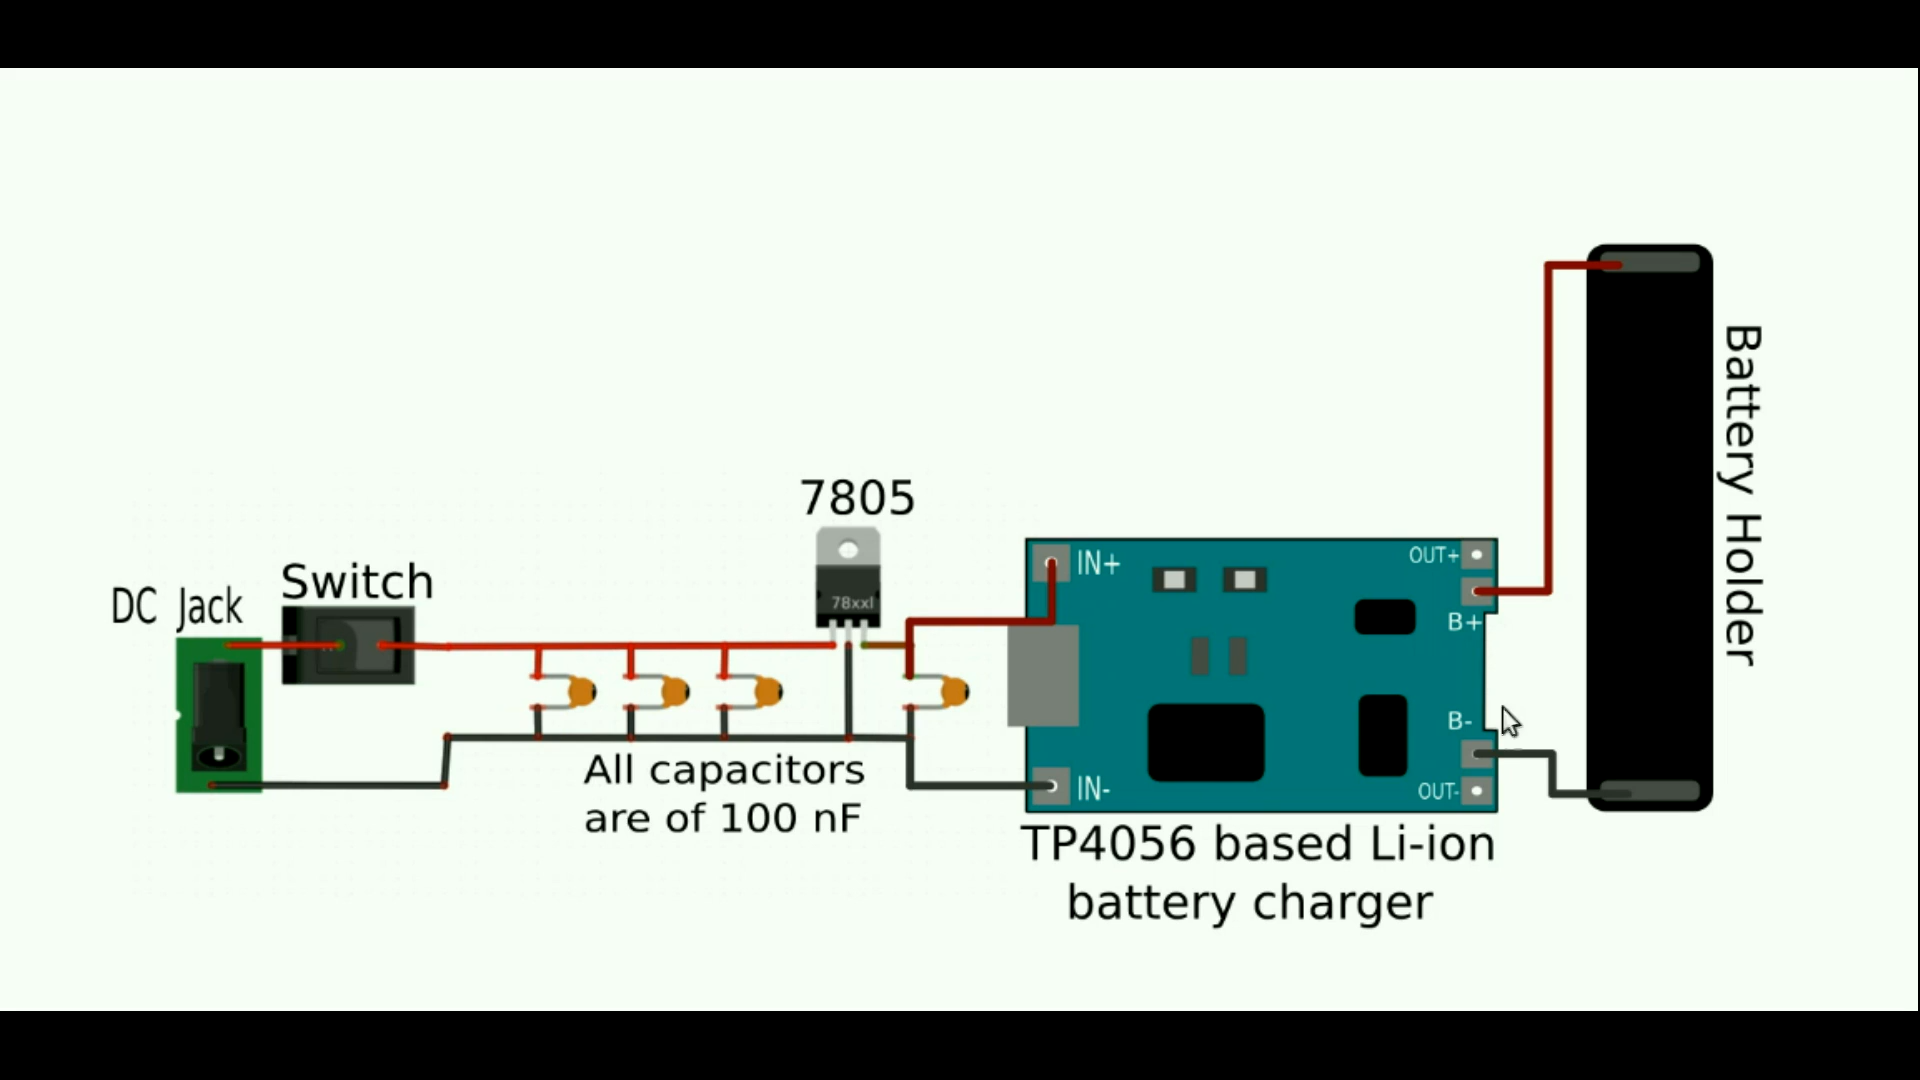 7805
78xxl
Switch
DC Jack
All capacitors
are of 100 nF
IN+
IN-
OUT+
B+
B-
OUT-
TP4056 based Li-ion
battery charger
Battery Holder